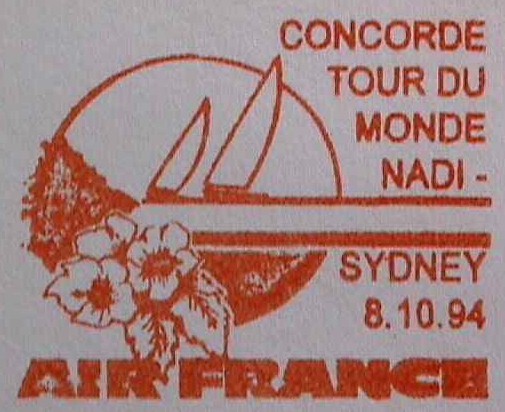 CONCORDE
TOUR DU
MONDE
NADI -
SYDNEY
8.10.94
AIR FRANCE